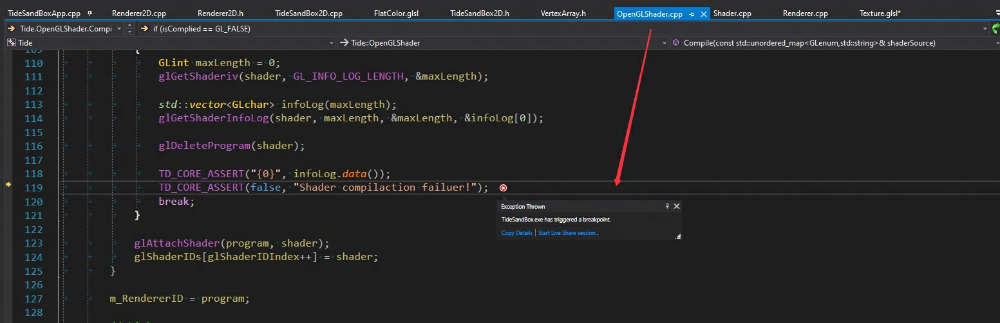 TideSandBoxApp.cpp Renderer2D.cpp Renderer2D.h TideSandBox2D.cpp FlatColor.glsl TideSandBox2D.h VertexArray.h OpenGLShader.cpp Shader.cpp Renderer.cpp Texture.glsl*
Tide.OpenGLShader.Compi if (isComplied == GL_FALSE)
Tide Tide::OpenGLShader Compile(const std::unordered_map<GLenum,std::string>& shaderSource)
109 {
110 GLint maxLength = 0;
111 glGetShaderiv(shader, GL_INFO_LOG_LENGTH, &maxLength);
112
113 std::vector<GLchar> infoLog(maxLength);
114 glGetShaderInfoLog(shader, maxLength, &maxLength, &infoLog[0]);
115
116 glDeleteProgram(shader);
117
118 TD_CORE_ASSERT("{0}", infoLog.data());
119 TD_CORE_ASSERT(false, "Shader compilaction failuer!");
120 break;
121 }
Exception Thrown
TideSandBox.exe has triggered a breakpoint.
Copy Details | Start Live Share session...
122
123 glAttachShader(program, shader);
124 glShaderIDs[glShaderIDIndex++] = shader;
125 }
126
127 m_RendererID = program;
128